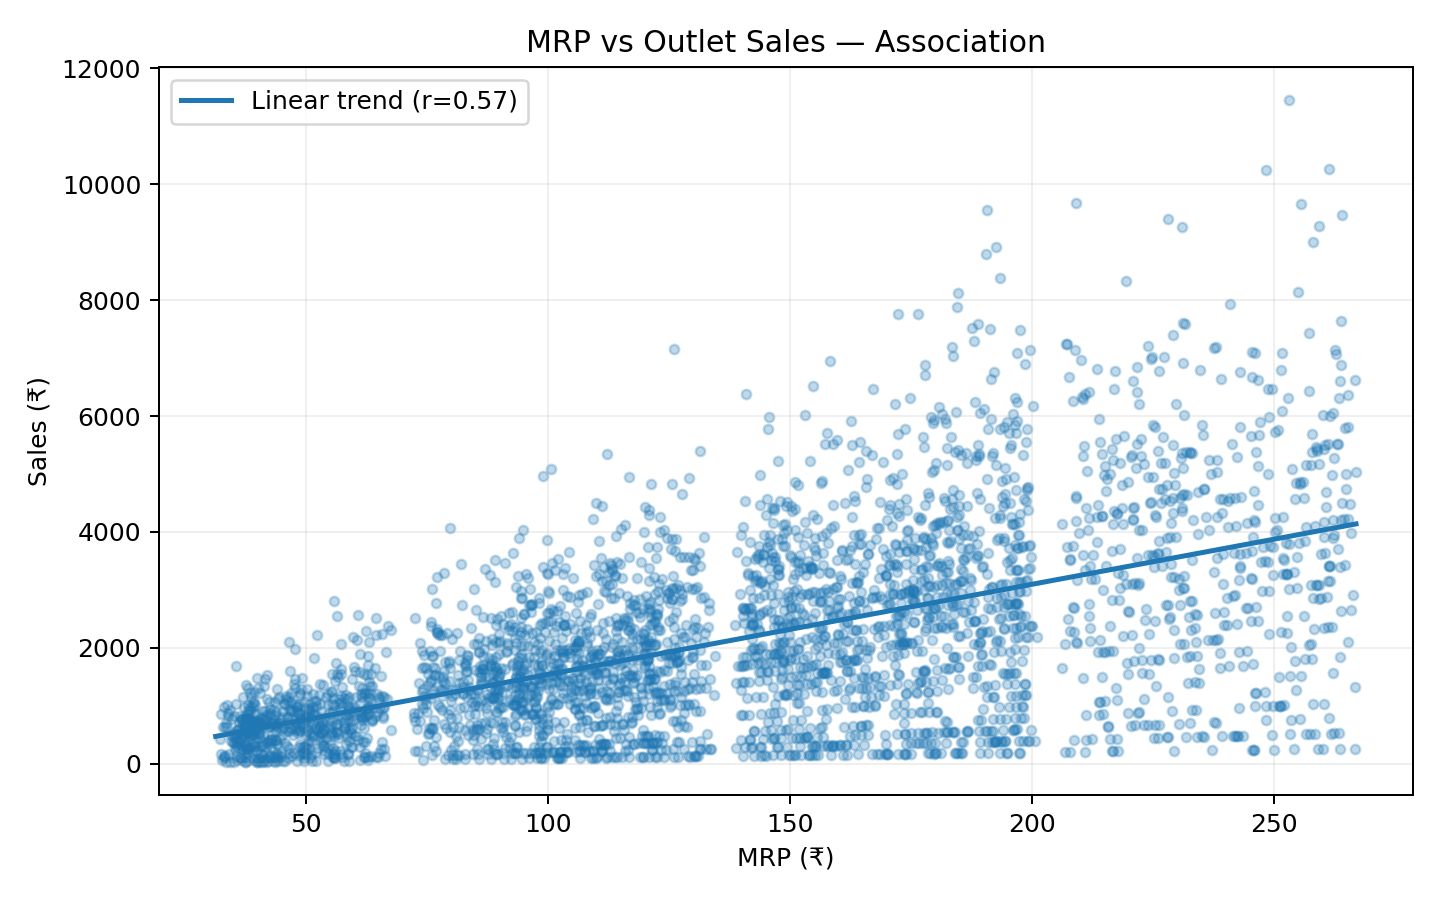 MRP vs Outlet Sales — Association
Linear trend (r=0.57)
12000
10000
8000
6000
4000
2000
0
Sales (₹)
50 100 150 200 250
MRP (₹)